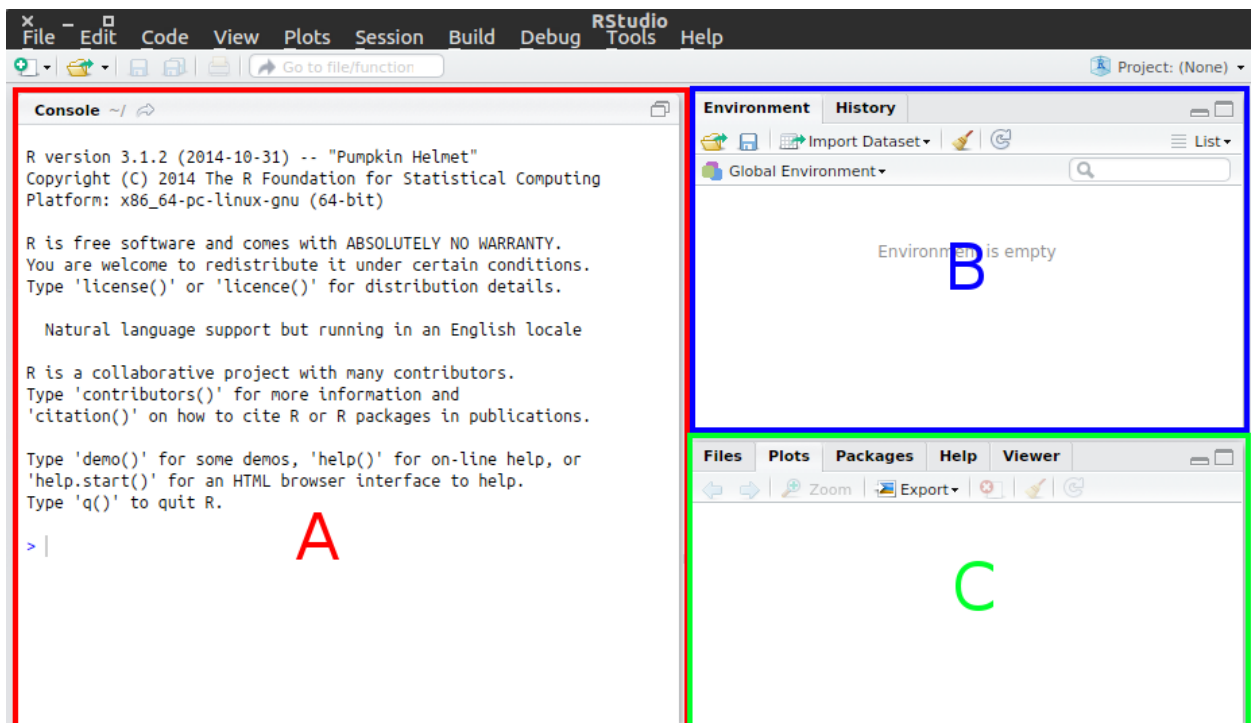 RStudio
File Edit Code View Plots Session Build Debug Tools Help
Go to file/function
Project: (None)
Console ~/
R version 3.1.2 (2014-10-31) -- "Pumpkin Helmet"
Copyright (C) 2014 The R Foundation for Statistical Computing
Platform: x86_64-pc-linux-gnu (64-bit)
R is free software and comes with ABSOLUTELY NO WARRANTY.
You are welcome to redistribute it under certain conditions.
Type 'license()' or 'licence()' for distribution details.
Natural language support but running in an English locale
R is a collaborative project with many contributors.
Type 'contributors()' for more information and
'citation()' on how to cite R or R packages in publications.
Type 'demo()' for some demos, 'help()' for on-line help, or
'help.start()' for an HTML browser interface to help.
Type 'q()' to quit R.
>
A
Environment History
Import Dataset
List
Global Environment
Environment is empty
B
Files Plots Packages Help Viewer
Zoom Export
C